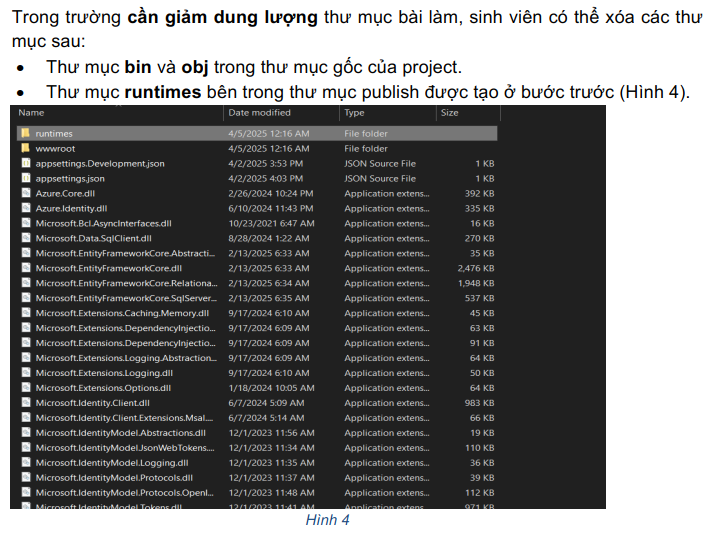 Trong trường cần giảm dung lượng thư mục bài làm, sinh viên có thể xóa các thư
mục sau:
• Thư mục bin và obj trong thư mục gốc của project.
• Thư mục runtimes bên trong thư mục publish được tạo ở bước trước (Hình 4).
Name Date modified Type Size
runtimes 4/5/2025 12:16 AM File folder
wwwroot 4/5/2025 12:16 AM File folder
appsettings.Development.json 4/2/2025 3:53 PM JSON Source File 1 KB
appsettings.json 4/2/2025 4:03 PM JSON Source File 1 KB
Azure.Core.dll 2/26/2024 10:24 PM Application extens... 392 KB
Azure.Identity.dll 6/10/2024 11:43 PM Application extens... 335 KB
Microsoft.Bcl.AsyncInterfaces.dll 10/23/2021 6:47 AM Application extens... 16 KB
Microsoft.Data.SqlClient.dll 8/28/2024 1:22 AM Application extens... 270 KB
Microsoft.EntityFrameworkCore.Abstracti... 2/13/2025 6:33 AM Application extens... 35 KB
Microsoft.EntityFrameworkCore.dll 2/13/2025 6:33 AM Application extens... 2,476 KB
Microsoft.EntityFrameworkCore.Relationa... 2/13/2025 6:34 AM Application extens... 1,948 KB
Microsoft.EntityFrameworkCore.SqlServer... 2/13/2025 6:35 AM Application extens... 537 KB
Microsoft.Extensions.Caching.Memory.dll 9/17/2024 6:10 AM Application extens... 45 KB
Microsoft.Extensions.DependencyInjectio... 9/17/2024 6:09 AM Application extens... 63 KB
Microsoft.Extensions.DependencyInjectio... 9/17/2024 6:09 AM Application extens... 91 KB
Microsoft.Extensions.Logging.Abstraction... 9/17/2024 6:09 AM Application extens... 64 KB
Microsoft.Extensions.Logging.dll 9/17/2024 6:10 AM Application extens... 50 KB
Microsoft.Extensions.Options.dll 1/18/2024 10:05 AM Application extens... 64 KB
Microsoft.Identity.Client.dll 6/7/2024 5:09 AM Application extens... 983 KB
Microsoft.Identity.Client.Extensions.Msal.... 6/7/2024 5:14 AM Application extens... 66 KB
Microsoft.IdentityModel.Abstractions.dll 12/1/2023 11:56 AM Application extens... 19 KB
Microsoft.IdentityModel.JsonWebTokens.... 12/1/2023 11:34 AM Application extens... 110 KB
Microsoft.IdentityModel.Logging.dll 12/1/2023 11:35 AM Application extens... 36 KB
Microsoft.IdentityModel.Protocols.dll 12/1/2023 11:37 AM Application extens... 39 KB
Microsoft.IdentityModel.Protocols.OpenI... 12/1/2023 11:48 AM Application extens... 112 KB
Microsoft.IdentityModel.Tokens.dll 12/1/2023 11:41 AM Application extens... 971 KB
Hình 4